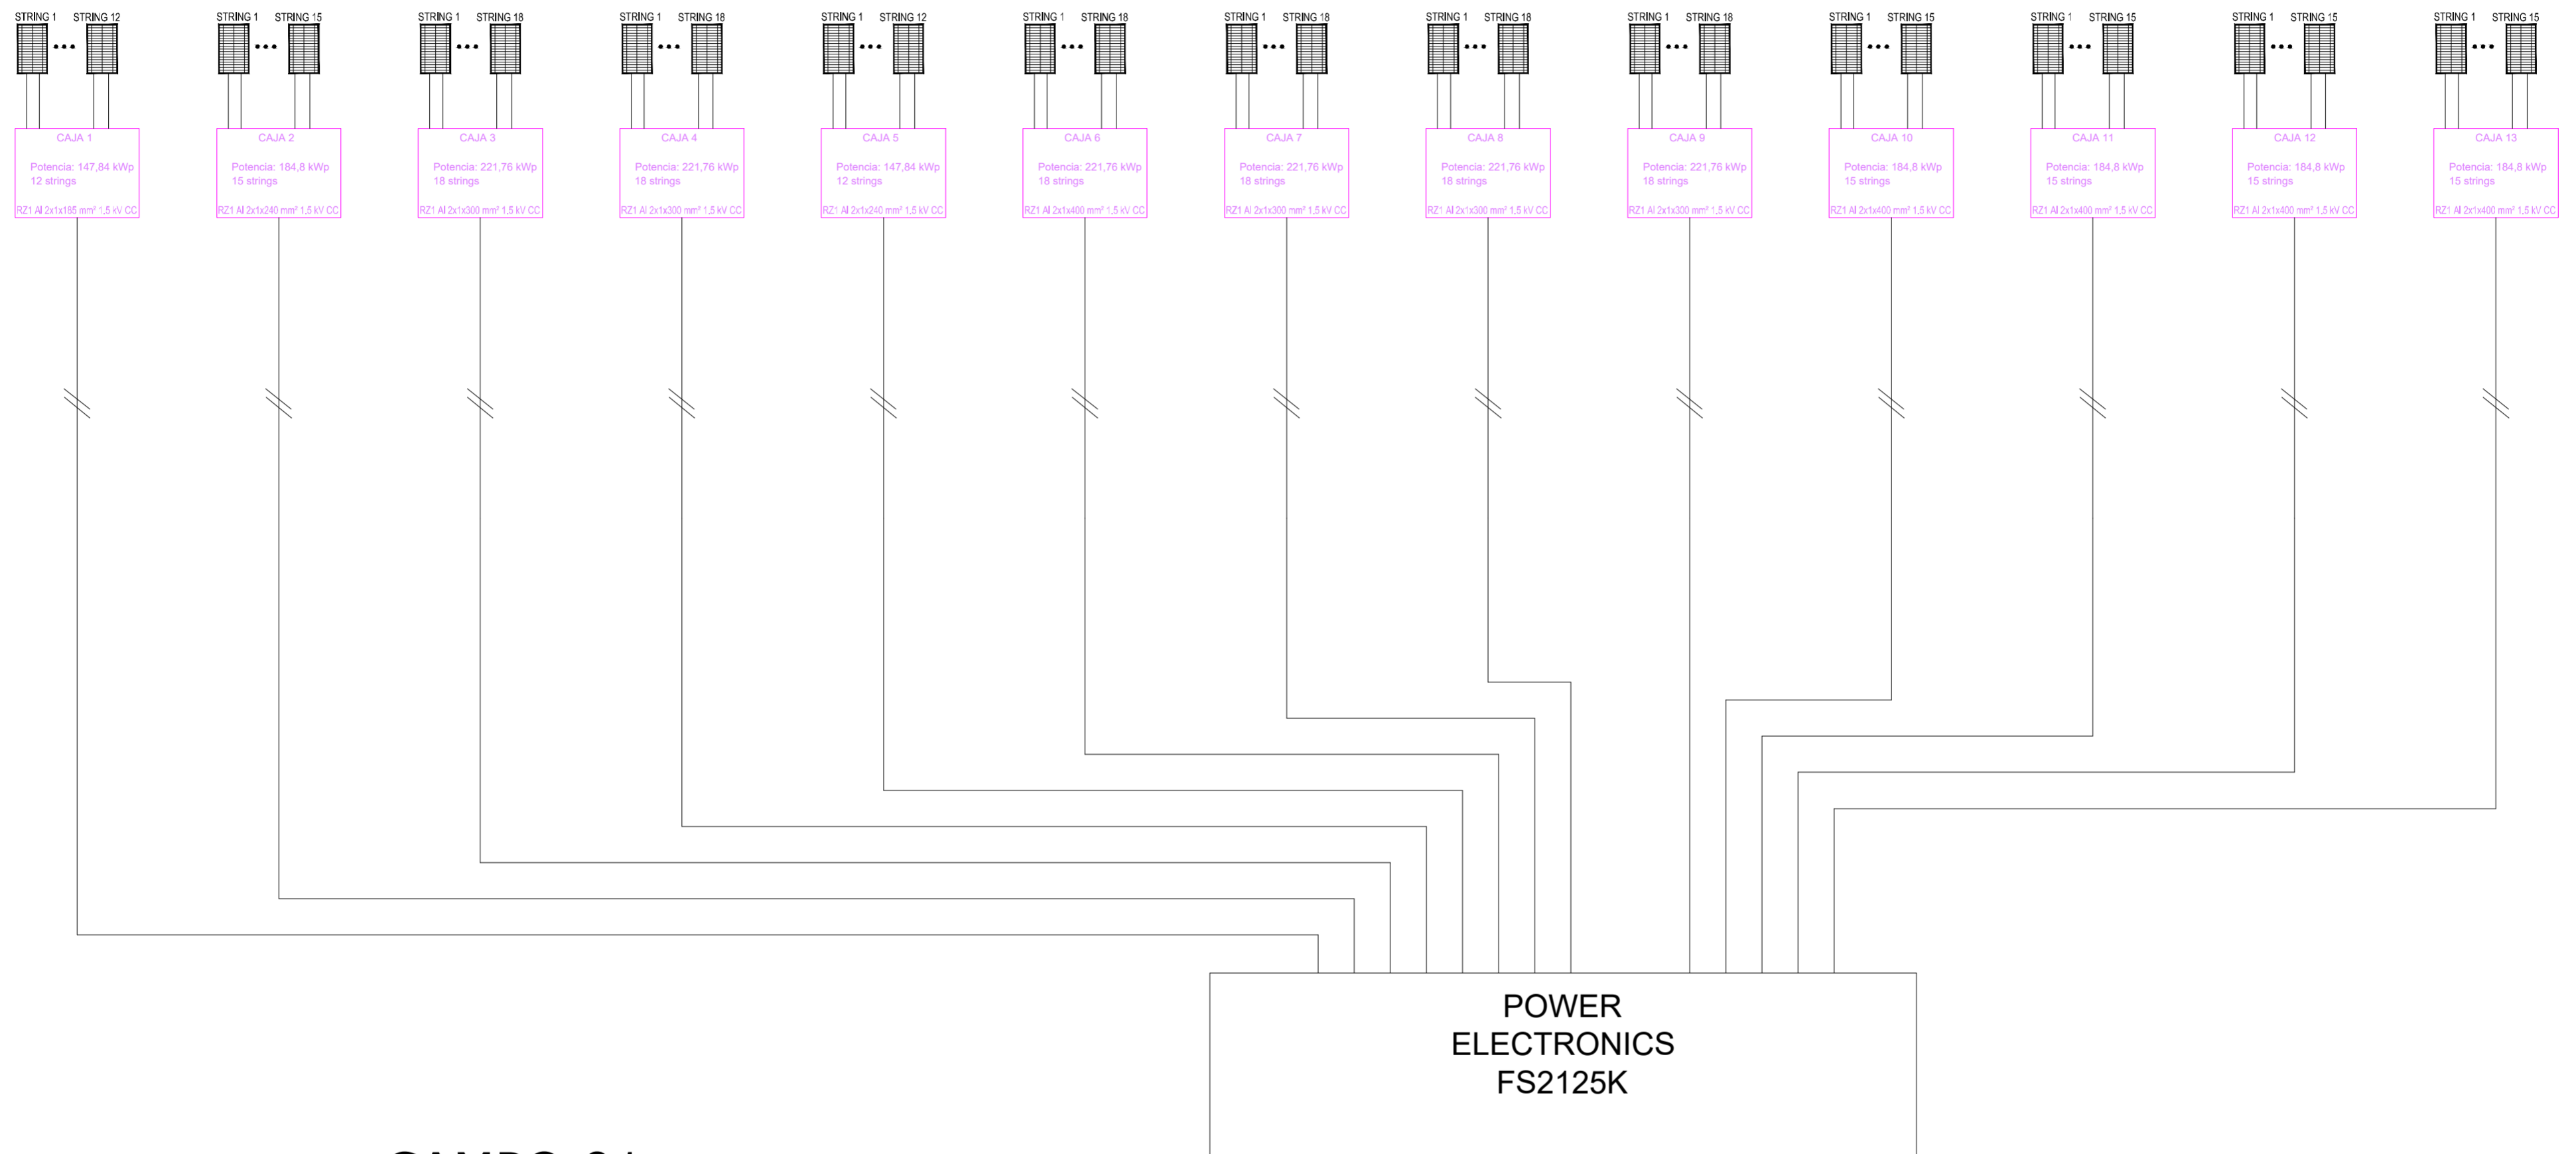 STRING 1 STRING 12 STRING 1 STRING 15 STRING 1 STRING 18 STRING 1 STRING 18 STRING 1 STRING 12 STRING 1 STRING 18 STRING 1 STRING 18 STRING 1 STRING 18 STRING 1 STRING 18 STRING 1 STRING 15 STRING 1 STRING 15 STRING 1 STRING 15 STRING 1 STRING 15
CAJA 1
Potencia: 147,84 kWp
12 strings
RZ1 Al 2x1x185 mm² 1,5 kV CC
CAJA 2
Potencia: 184,8 kWp
15 strings
RZ1 Al 2x1x240 mm² 1,5 kV CC
CAJA 3
Potencia: 221,76 kWp
18 strings
RZ1 Al 2x1x300 mm² 1,5 kV CC
CAJA 4
Potencia: 221,76 kWp
18 strings
RZ1 Al 2x1x300 mm² 1,5 kV CC
CAJA 5
Potencia: 147,84 kWp
12 strings
RZ1 Al 2x1x240 mm² 1,5 kV CC
CAJA 6
Potencia: 221,76 kWp
18 strings
RZ1 Al 2x1x400 mm² 1,5 kV CC
CAJA 7
Potencia: 221,76 kWp
18 strings
RZ1 Al 2x1x300 mm² 1,5 kV CC
CAJA 8
Potencia: 221,76 kWp
18 strings
RZ1 Al 2x1x300 mm² 1,5 kV CC
CAJA 9
Potencia: 221,76 kWp
18 strings
RZ1 Al 2x1x300 mm² 1,5 kV CC
CAJA 10
Potencia: 184,8 kWp
15 strings
RZ1 Al 2x1x400 mm² 1,5 kV CC
CAJA 11
Potencia: 184,8 kWp
15 strings
RZ1 Al 2x1x400 mm² 1,5 kV CC
CAJA 12
Potencia: 184,8 kWp
15 strings
RZ1 Al 2x1x400 mm² 1,5 kV CC
CAJA 13
Potencia: 184,8 kWp
15 strings
RZ1 Al 2x1x400 mm² 1,5 kV CC
POWER
ELECTRONICS
FS2125K